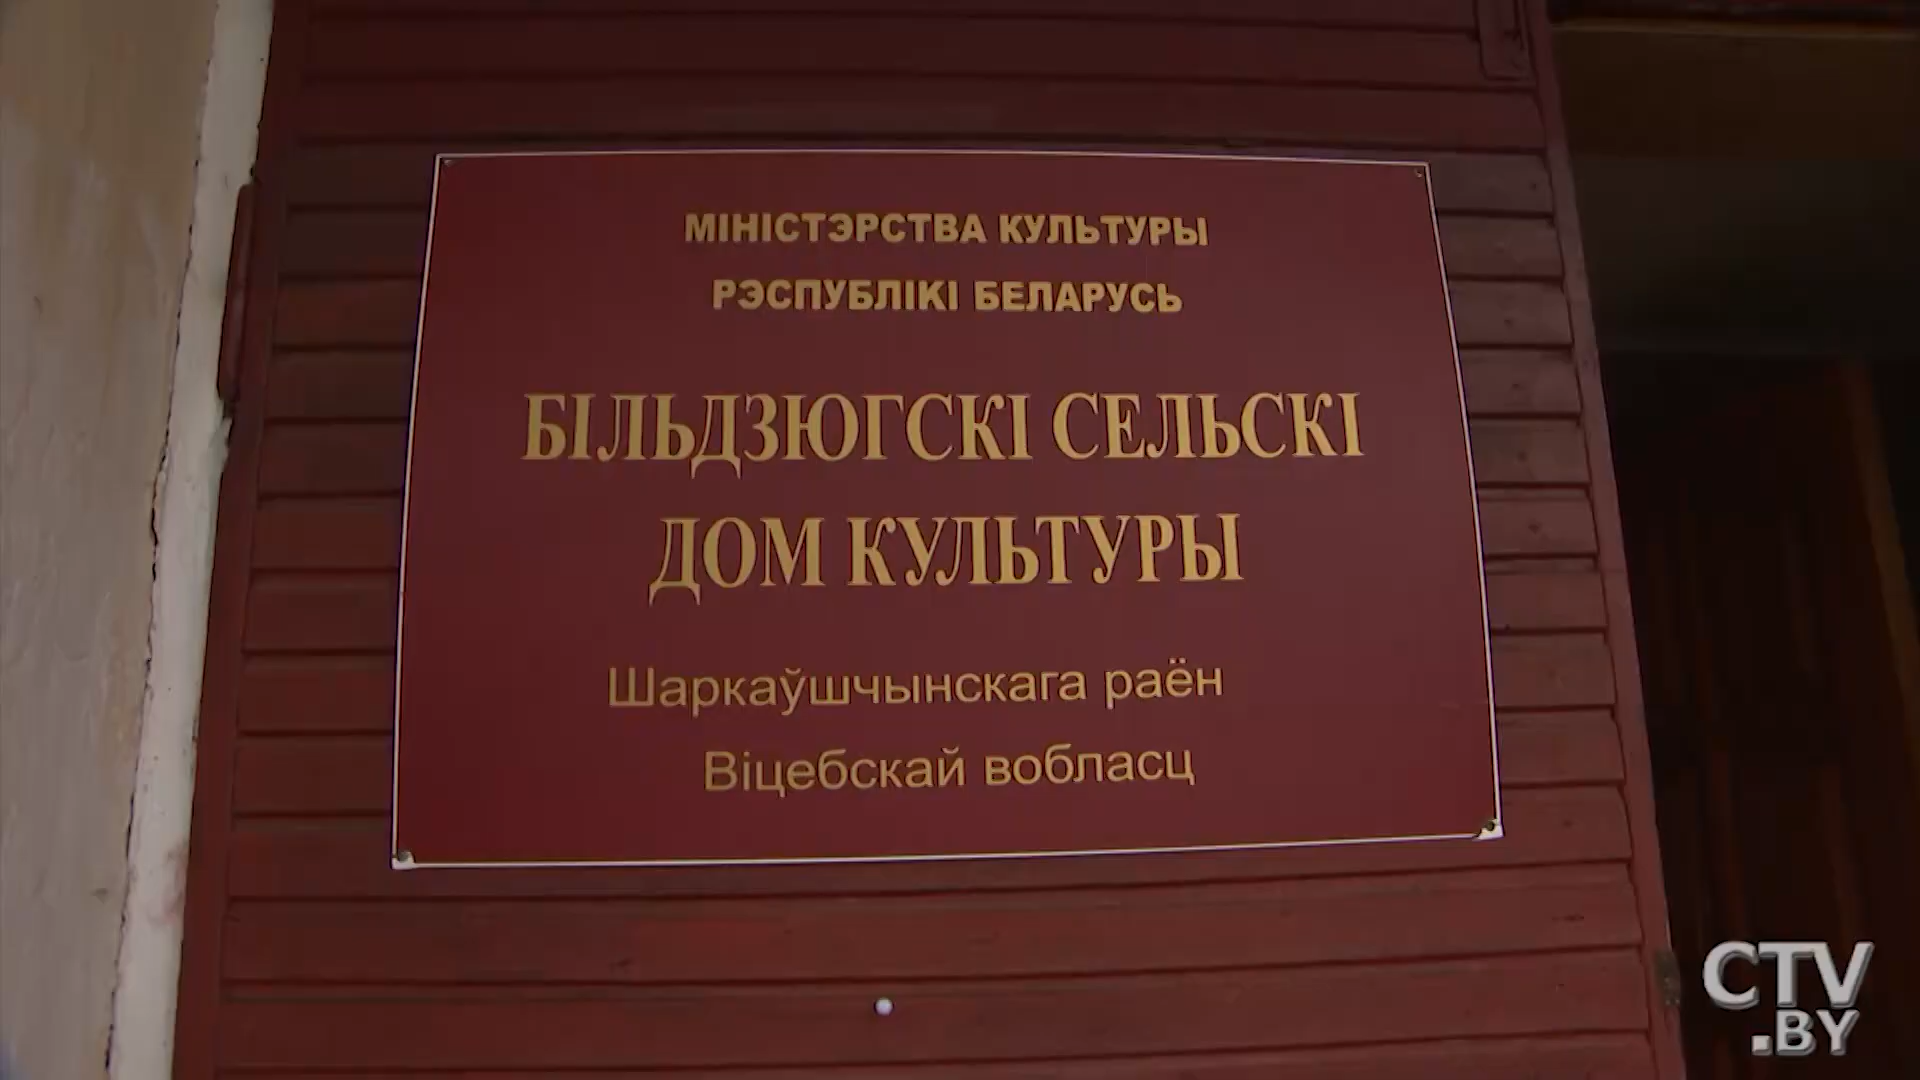 МІНІСТЭРСТВА КУЛЬТУРЫ
РЭСПУБЛІКІ БЕЛАРУСЬ
БІЛЬДЗЮГСКІ СЕЛЬСКІ
ДОМ КУЛЬТУРЫ
Шаркаўшчынскага раён
Віцебскай вобласц
CTV
.BY